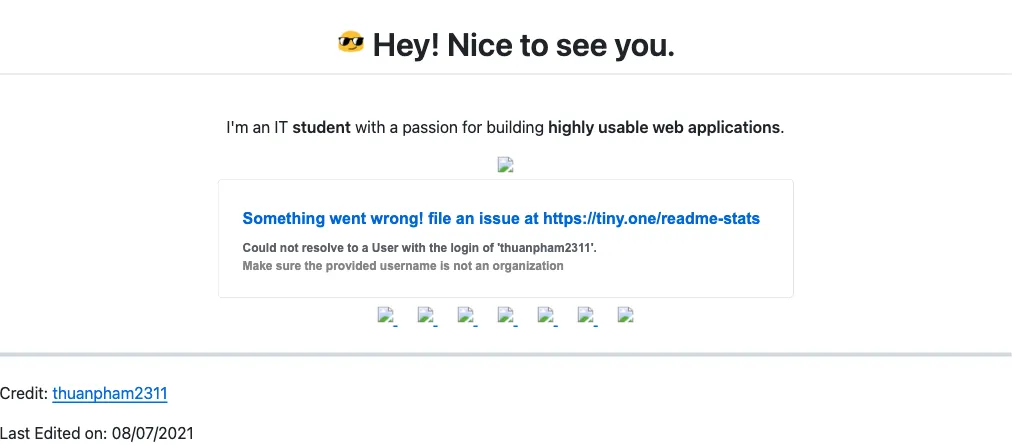 😎 Hey! Nice to see you.
I'm an IT student with a passion for building highly usable web applications.
Something went wrong! file an issue at https://tiny.one/readme-stats
Could not resolve to a User with the login of 'thuanpham2311'.
Make sure the provided username is not an organization
Credit: thuanpham2311
Last Edited on: 08/07/2021